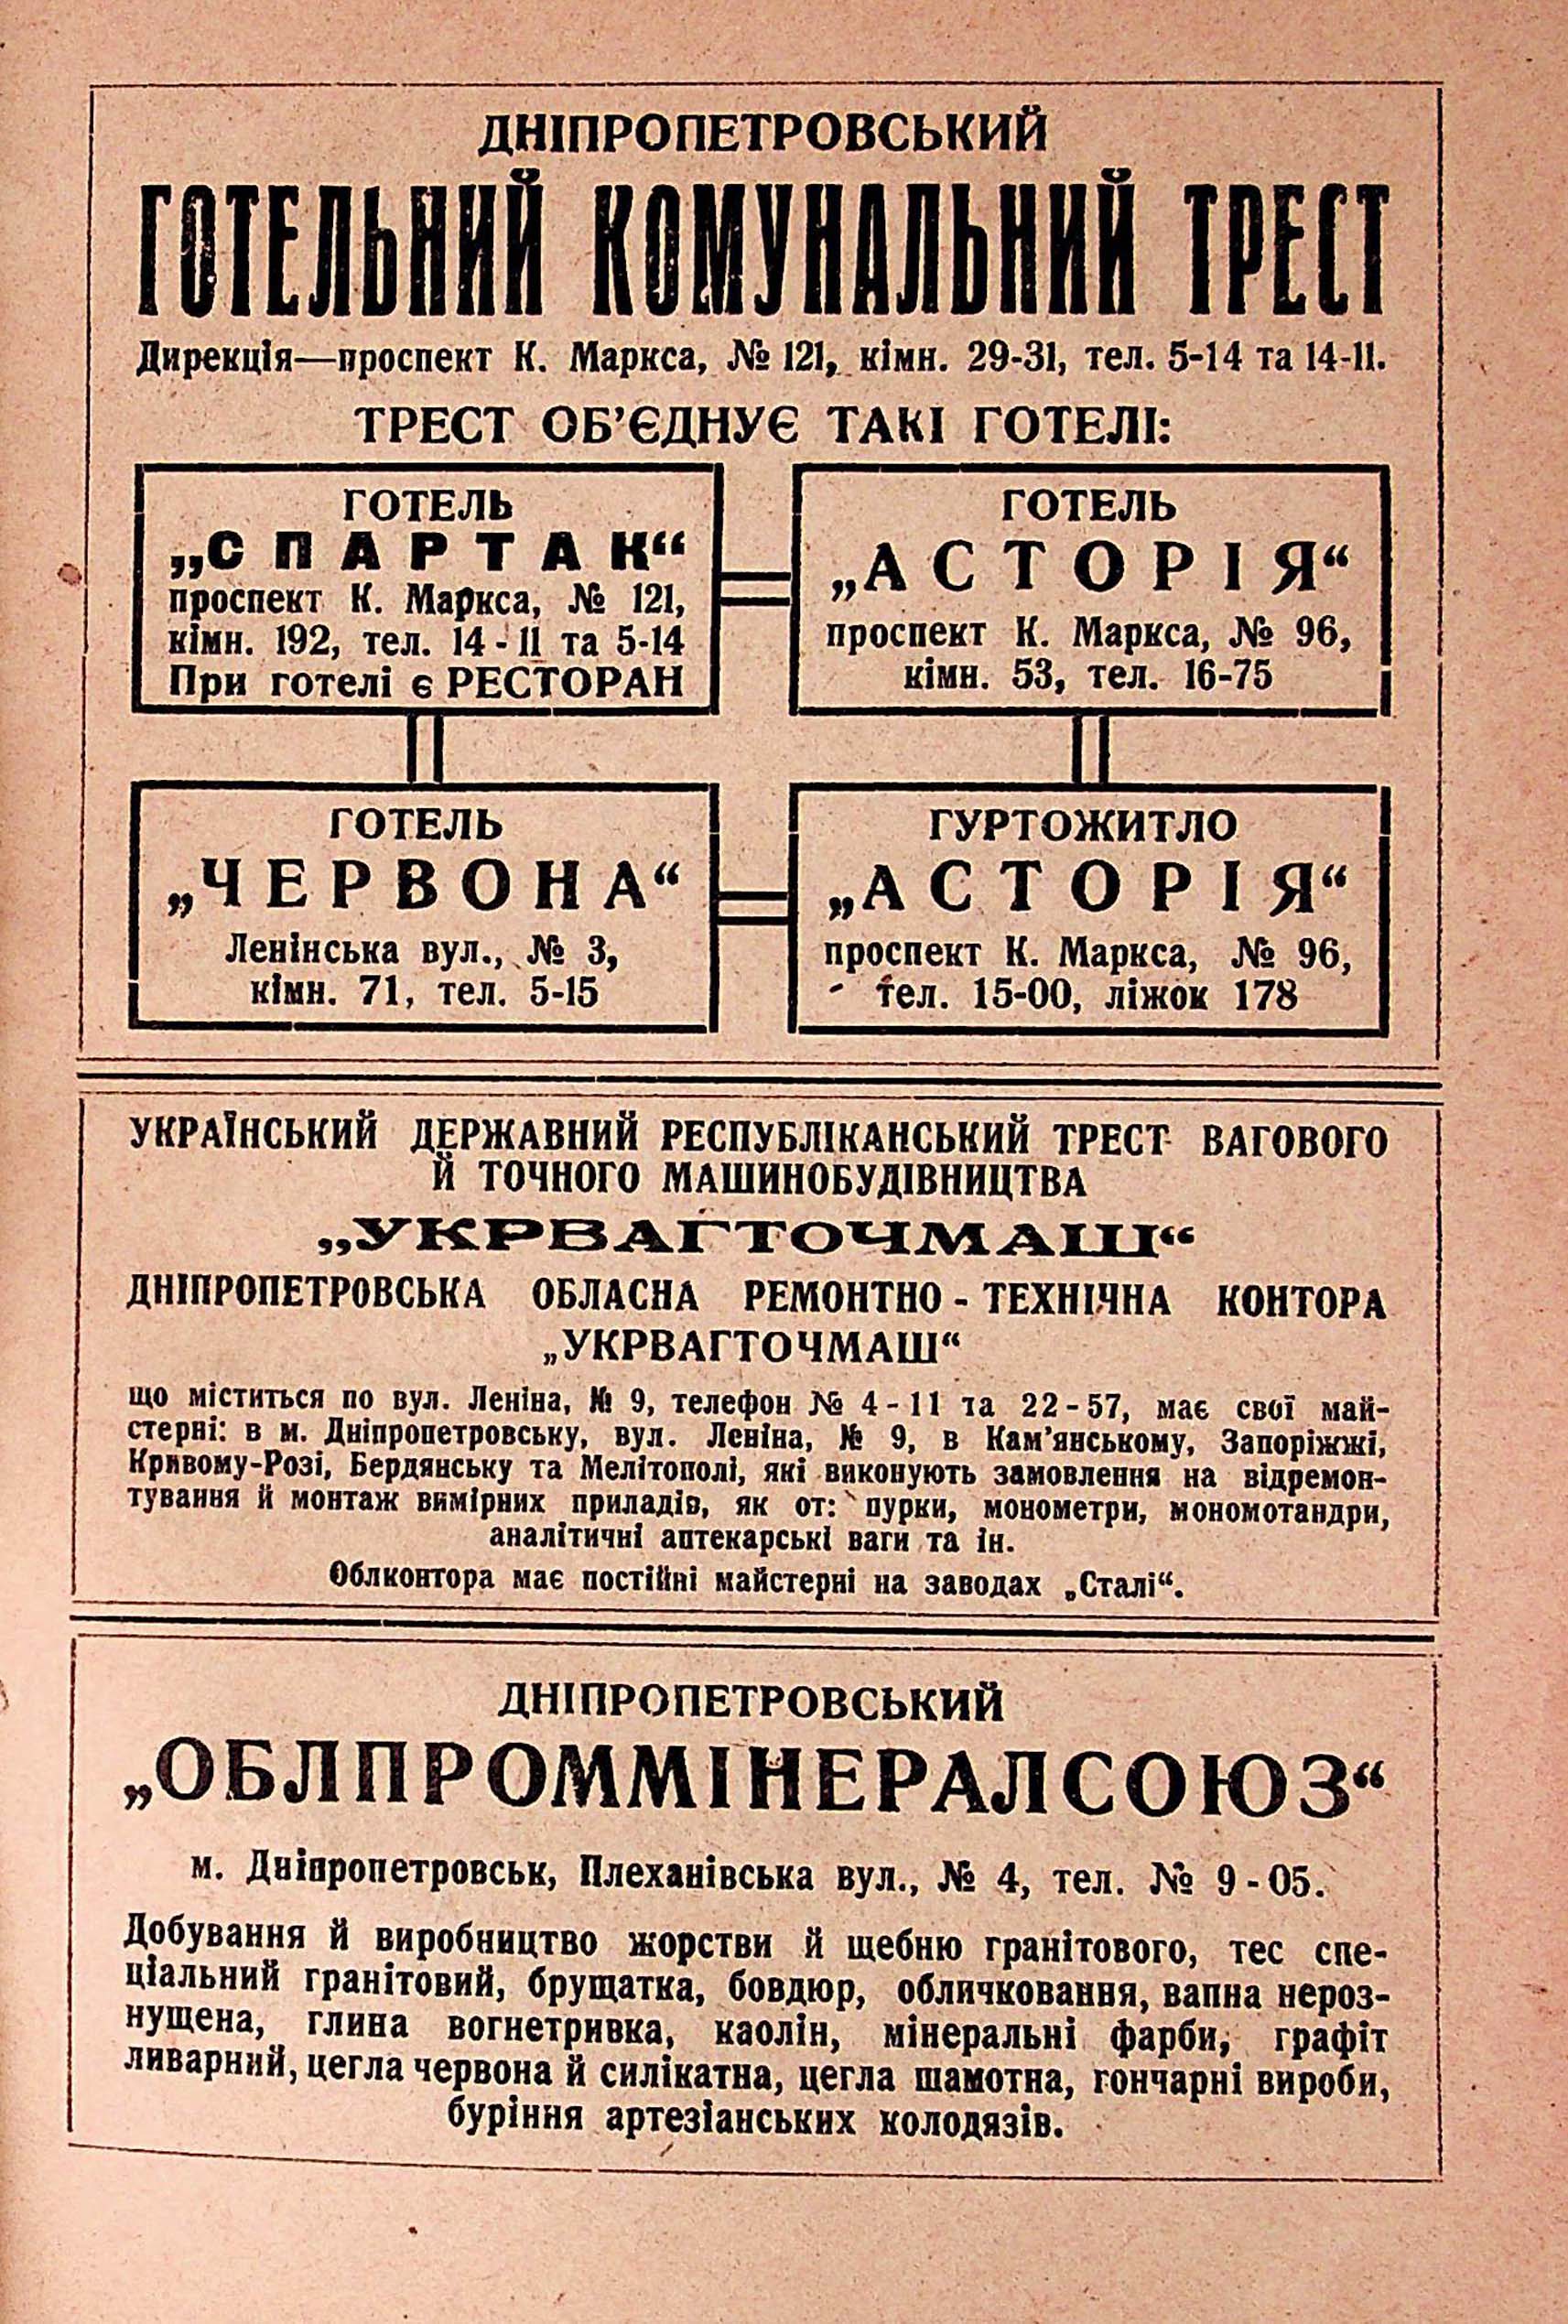 ДНІПРОПЕТРОВСЬКИЙ
ГОТЕЛЬНИЙ КОМУНАЛЬНИЙ ТРЕСТ
Дирекція—проспект К. Маркса, № 121, кімн. 29-31, тел. 5-14 та 14-11.
ТРЕСТ ОБ’ЄДНУЄ ТАКІ ГОТЕЛІ:
ГОТЕЛЬ
„СПАРТАК“
проспект К. Маркса, № 121,
кімн. 192, тел. 14-11 та 5-14
При готелі є РЕСТОРАН
ГОТЕЛЬ
„АСТОРІЯ“
проспект К. Маркса, № 96,
кімн. 53, тел. 16-75
ГОТЕЛЬ
„ЧЕРВОНА“
Ленінська вул., № 3,
кімн. 71, тел. 5-15
ГУРТОЖИТЛО
„АСТОРІЯ“
проспект К. Маркса, № 96,
тел. 15-00, ліжок 178
УКРАЇНСЬКИЙ ДЕРЖАВНИЙ РЕСПУБЛІКАНСЬКИЙ ТРЕСТ ВАГОВОГО
Й ТОЧНОГО МАШИНОБУДІВНИЦТВА
„УКРВАГТОЧМАШ“
ДНІПРОПЕТРОВСЬКА ОБЛАСНА РЕМОНТНО-ТЕХНІЧНА КОНТОРА
„УКРВАГТОЧМАШ“
що міститься по вул. Леніна, № 9, телефон № 4-11 та 22-57, має свої май-
стерні: в м. Дніпропетровську, вул. Леніна, № 9, в Кам’янському, Запоріжжі,
Кривому-Розі, Бердянську та Мелітополі, які виконують замовлення на відремон-
тування й монтаж вимірних приладів, як от: пурки, монометри, мономотандри,
аналітичні аптекарські ваги та ін.
Облконтора має постійні майстерні на заводах „Сталі“.
ДНІПРОПЕТРОВСЬКИЙ
„ОБЛПРОММІНЕРАЛСОЮЗ“
м. Дніпропетровськ, Плеханівська вул., № 4, тел. № 9-05.
Добування й виробництво жорстви й щебню гранітового, тес спе-
ціальний гранітовий, брущатка, бовдюр, обличковання, вапна нероз-
нущена, глина вогнетривка, каолін, мінеральні фарби, графіт
ливарний, цегла червона й силікатна, цегла шамотна, гончарні вироби,
буріння артезіанських колодязів.